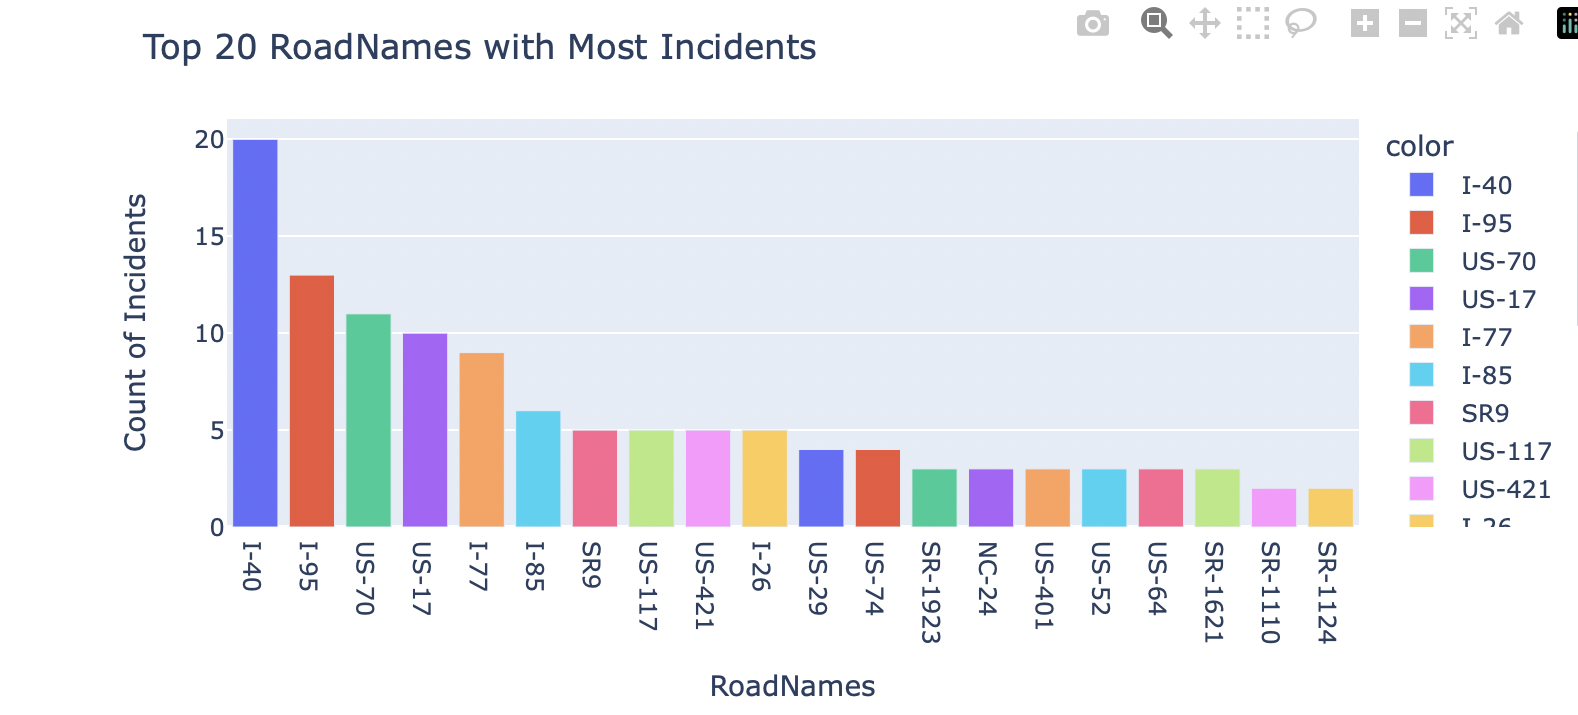 Top 20 RoadNames with Most Incidents
Count of Incidents
20
15
10
5
0
I-40
I-95
US-70
US-17
I-77
I-85
SR9
US-117
US-421
I-26
US-29
US-74
SR-1923
NC-24
US-401
US-52
US-64
SR-1621
SR-1110
SR-1124
RoadNames
color
I-40
I-95
US-70
US-17
I-77
I-85
SR9
US-117
US-421
I-26